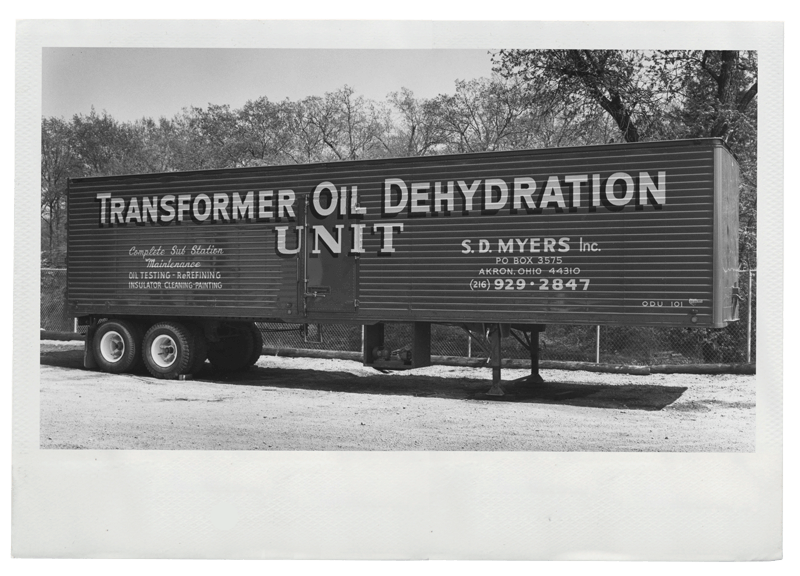 TRANSFORMER OIL DEHYDRATION
UNIT
Complete Sub Station
Maintenance
OIL TESTING - ReREFINING
INSULATOR CLEANING - PAINTING
S. D. MYERS Inc.
PO BOX 3575
AKRON, OHIO 44310
(216) 929 • 2847
ODU 101